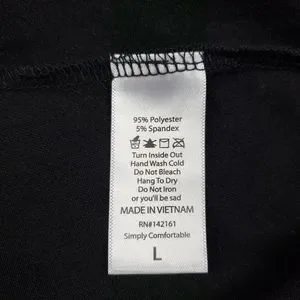 95% Polyester
5% Spandex
Turn Inside Out
Hand Wash Cold
Do Not Bleach
Hang To Dry
Do Not Iron
or you'll be sad
MADE IN VIETNAM
RN#142161
Simply Comfortable
L